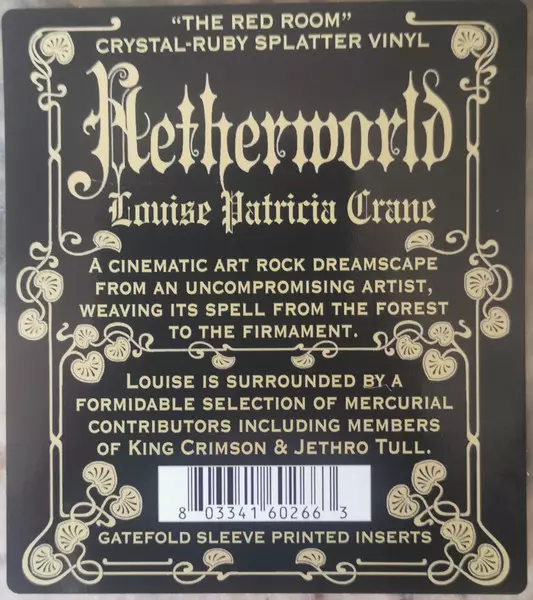 “THE RED ROOM”
CRYSTAL-RUBY SPLATTER VINYL
Netherworld
Louise Patricia Crane
A CINEMATIC ART ROCK DREAMSCAPE
FROM AN UNCOMPROMISING ARTIST,
WEAVING ITS SPELL FROM THE FOREST
TO THE FIRMAMENT.
LOUISE IS SURROUNDED BY A
FORMIDABLE SELECTION OF MERCURIAL
CONTRIBUTORS INCLUDING MEMBERS
OF KING CRIMSON & JETHRO TULL.
8 03341 60266 3
GATEFOLD SLEEVE PRINTED INSERTS